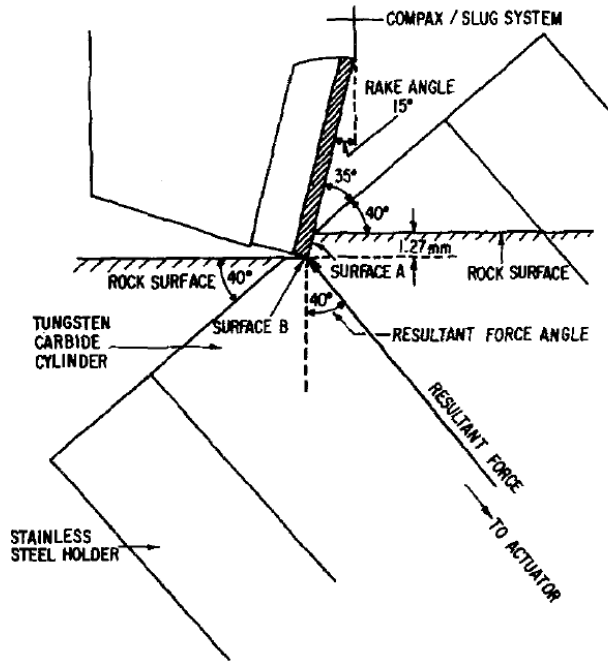 COMPAX / SLUG SYSTEM
RAKE ANGLE
15°
35°
40°
1.27mm
ROCK SURFACE
40°
SURFACE A
ROCK SURFACE
TUNGSTEN
CARBIDE
CYLINDER
SURFACE B
40°
RESULTANT FORCE ANGLE
RESULTANT FORCE
TO ACTUATOR
STAINLESS
STEEL HOLDER